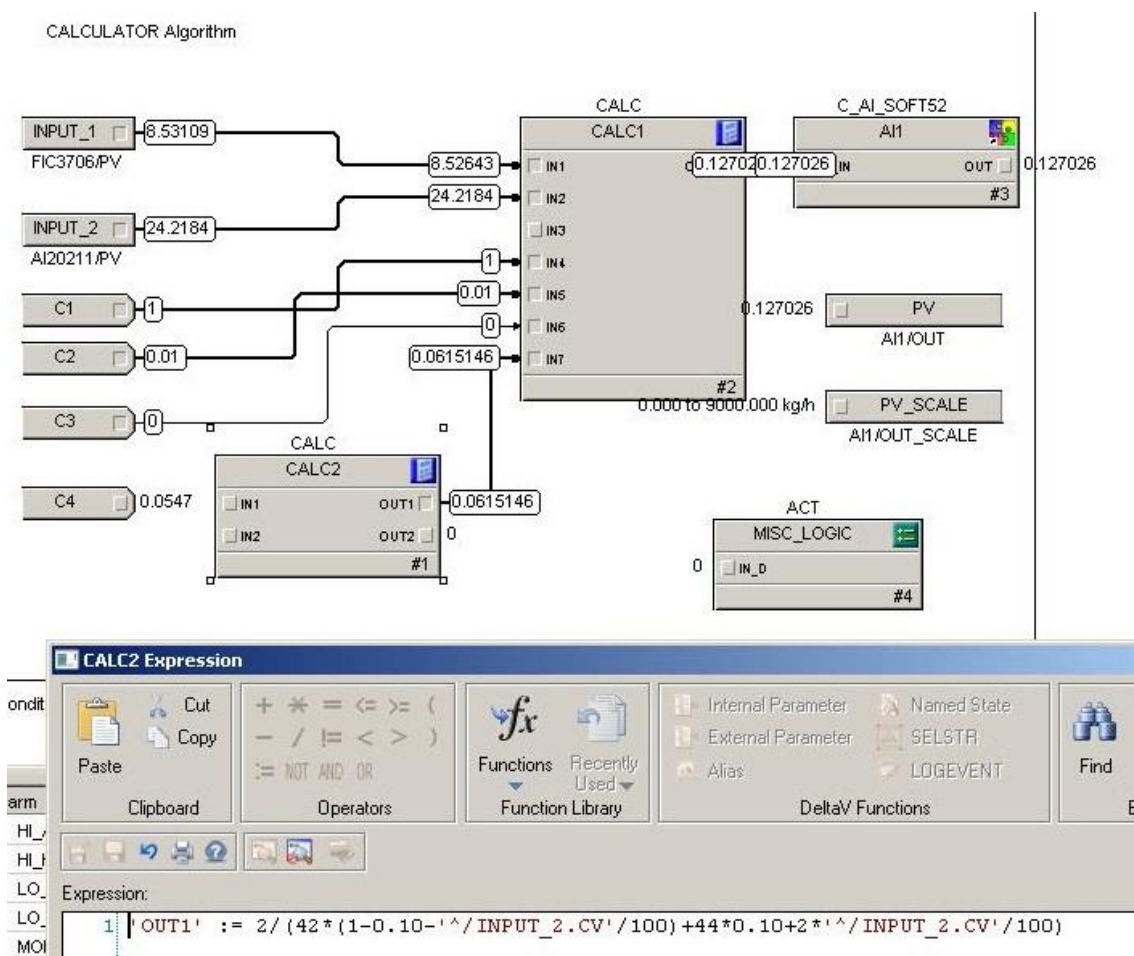 CALCULATOR Algorithm
CALC
C_AI_SOFT52
INPUT_1
8.53109
CALC1
AI1
FIC3706/PV
8.52643
IN1
0.12702
0.127026
IN
OUT
0.127026
24.2184
IN2
#3
INPUT_2
24.2184
IN3
AI20211/PV
1
IN4
C1
1
0.01
IN5
0.127026
PV
0
IN6
AI1/OUT
C2
0.01
0.0615146
IN7
#2
0.000 to 9000.000 kg/h
PV_SCALE
C3
0
AI1/OUT_SCALE
CALC
CALC2
C4
0.0547
IN1
OUT1
0.0615146
ACT
IN2
OUT2
0
MISC_LOGIC
#1
0
IN_D
#4
CALC2 Expression
Cut
Copy
Paste
Clipboard
+ * = <= >= (
- / != < > )
:= NOT AND OR
Operators
fx
Functions
Recently Used
Function Library
Internal Parameter
Named State
External Parameter
SELSTR
Alias
LOGEVENT
DeltaV Functions
Find
ondit
arm
HI_
HI_
LO_
LO_
Expression:
1 'OUT1' := 2/(42*(1-0.10-'^/INPUT_2.CV'/100)+44*0.10+2*'^/INPUT_2.CV'/100)